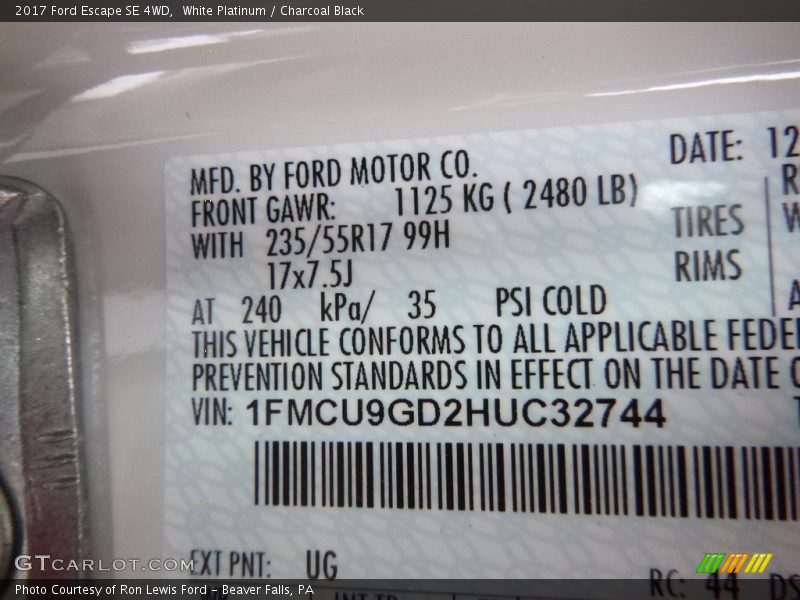 2017 Ford Escape SE 4WD, White Platinum / Charcoal Black
DATE: 12
MFD. BY FORD MOTOR CO.
FRONT GAWR: 1125 KG ( 2480 LB)
WITH 235/55R17 99H TIRES
17x7.5J RIMS
AT 240 kPa/ 35 PSI COLD
THIS VEHICLE CONFORMS TO ALL APPLICABLE FEDE
PREVENTION STANDARDS IN EFFECT ON THE DATE O
VIN: 1FMCU9GD2HUC32744
EXT PNT: UG
RC: 44 DS
GTCARLOT.COM
Photo Courtesy of Ron Lewis Ford - Beaver Falls, PA